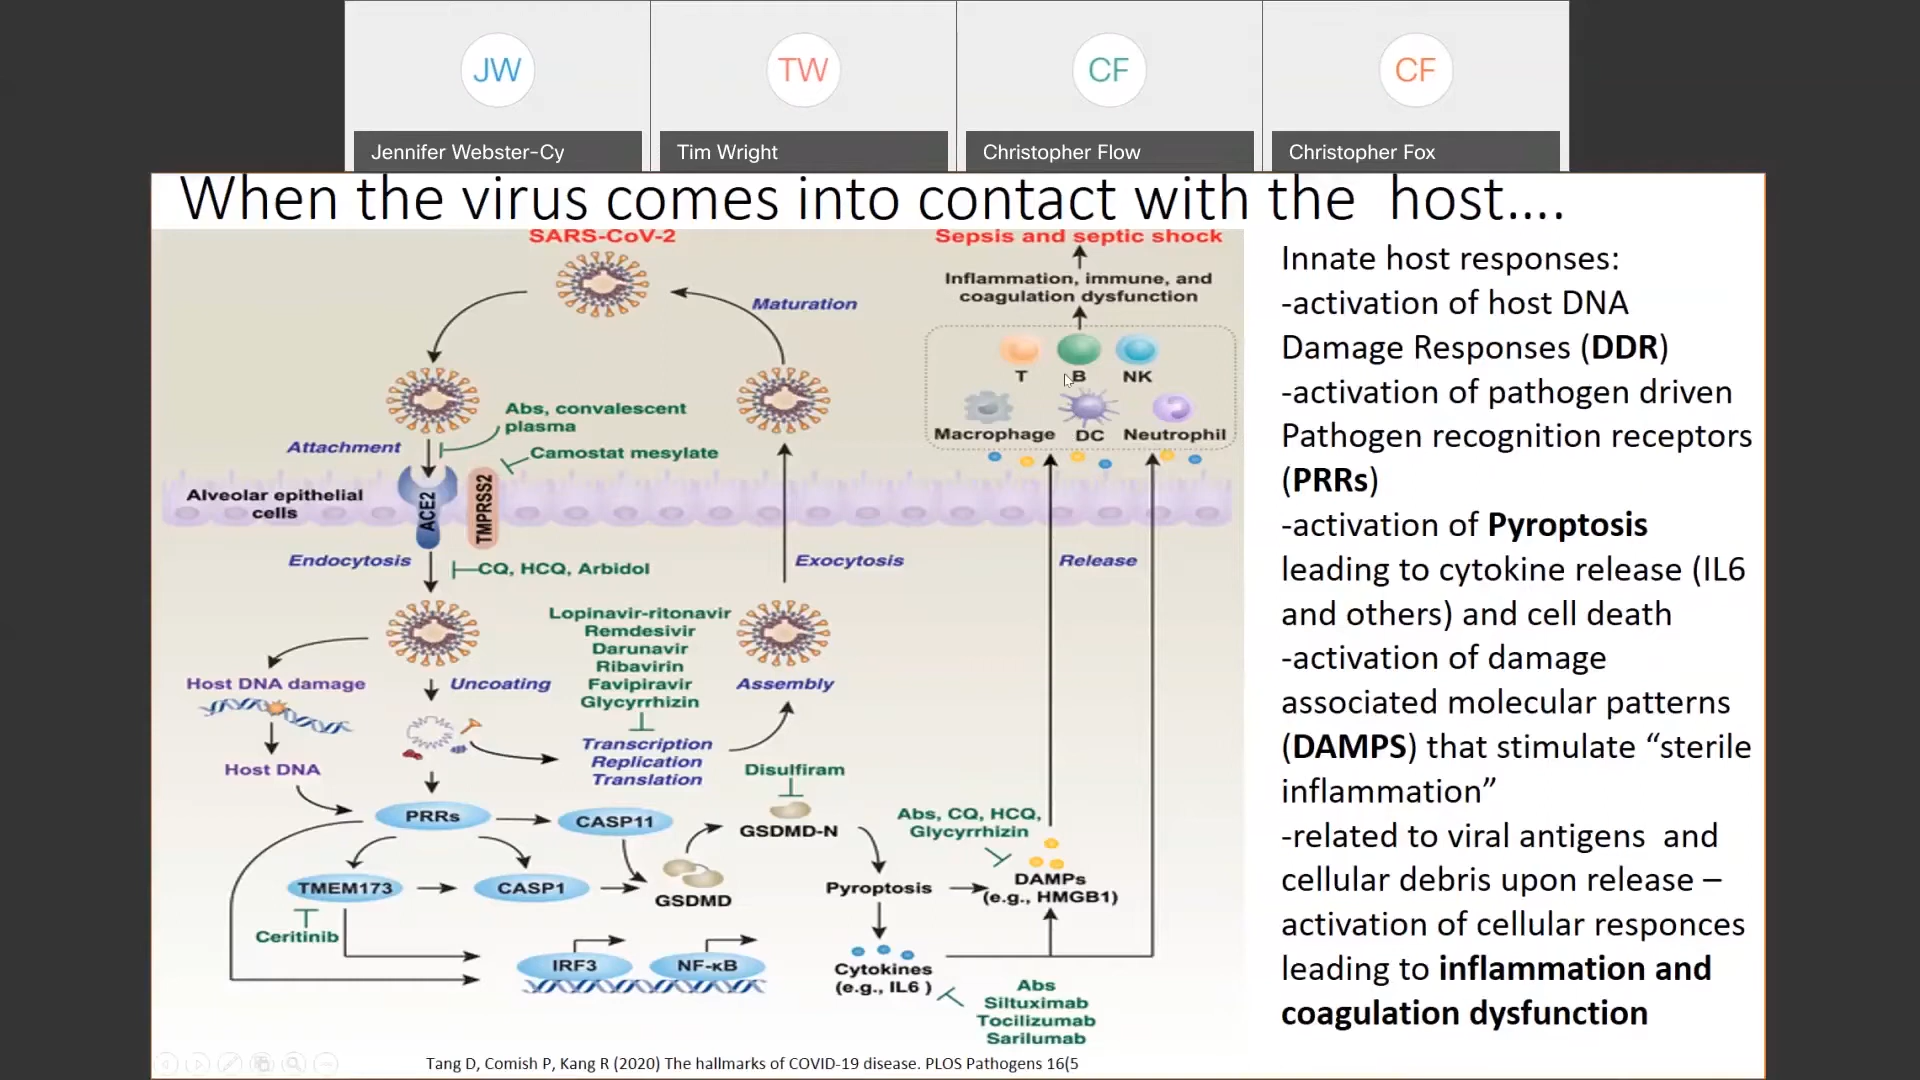 JW
TW
CF
CF
Jennifer Webster-Cy
Tim Wright
Christopher Flow
Christopher Fox
When the virus comes into contact with the  host....
SARS-CoV-2
Maturation
Abs, convalescent
plasma
Attachment
Camostat mesylate
Alveolar epithelial
cells
ACE2
TMPRSS2
Endocytosis
CQ, HCQ, Arbidol
Exocytosis
Release
Lopinavir-ritonavir
Remdesivir
Darunavir
Ribavirin
Favipiravir
Glycyrrhizin
Host DNA damage
Uncoating
Assembly
Transcription
Replication
Translation
Host DNA
Disulfiram
PRRs
CASP11
GSDMD-N
Abs, CQ, HCQ,
Glycyrrhizin
TMEM173
CASP1
GSDMD
Pyroptosis
DAMPs
(e.g., HMGB1)
Ceritinib
IRF3
NF-κB
Cytokines
(e.g., IL6 )
Abs
Siltuximab
Tocilizumab
Sarilumab
Sepsis and septic shock
Inflammation, immune, and
coagulation dysfunction
T
B
NK
Macrophage
DC
Neutrophil
Innate host responses:
-activation of host DNA
Damage Responses (DDR)
-activation of pathogen driven
Pathogen recognition receptors
(PRRs)
-activation of Pyroptosis
leading to cytokine release (IL6
and others) and cell death
-activation of damage
associated molecular patterns
(DAMPS) that stimulate “sterile
inflammation”
-related to viral antigens  and
cellular debris upon release –
activation of cellular responces
leading to inflammation and
coagulation dysfunction
Tang D, Comish P, Kang R (2020) The hallmarks of COVID-19 disease. PLOS Pathogens 16(5